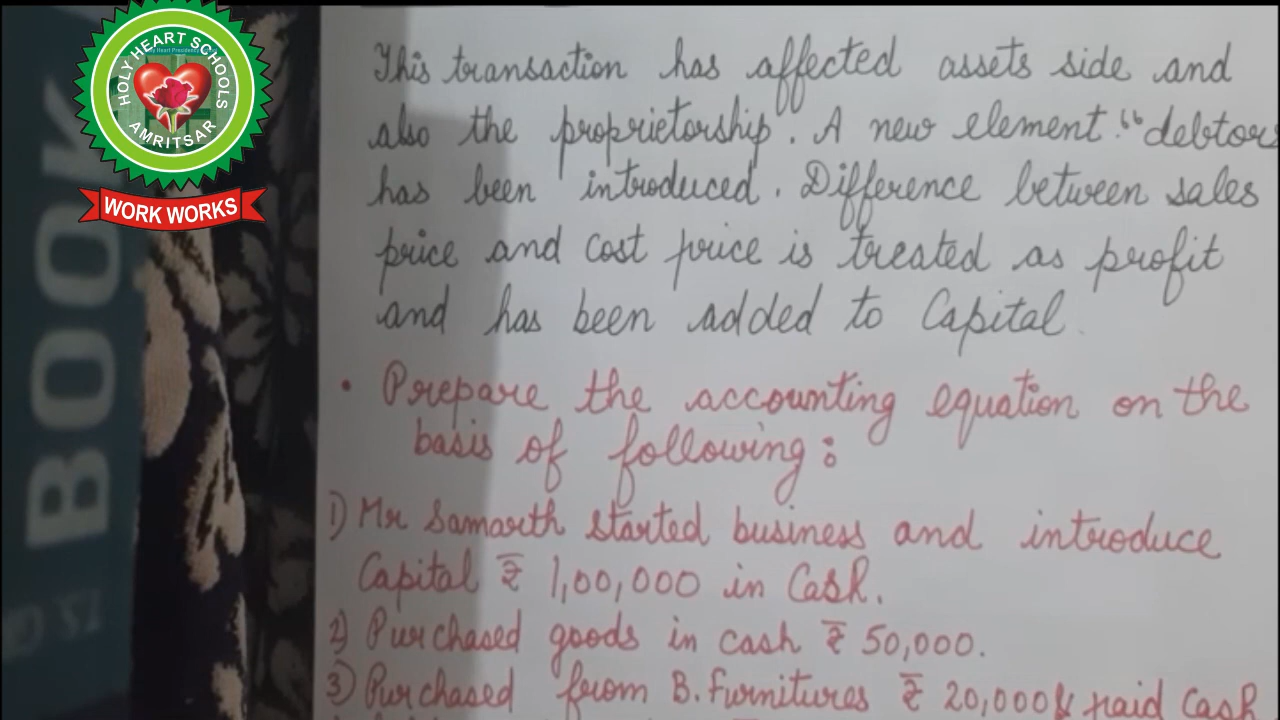 HOLY HEART SCHOOLS
AMRITSAR
WORK WORKS
BOOK
This transaction has affected assets side and
also the proprietorship. A new element "debtors
has been introduced. Difference between sales
price and cost price is treated as profit
and has been added to Capital.
• Prepare the accounting equation on the
basis of following:
1) Mr Samarth started business and introduce
Capital ₹ 1,00,000 in Cash.
2) Purchased goods in cash ₹ 50,000.
3) Purchased from B. Furnitures ₹ 20,000 & paid Cash